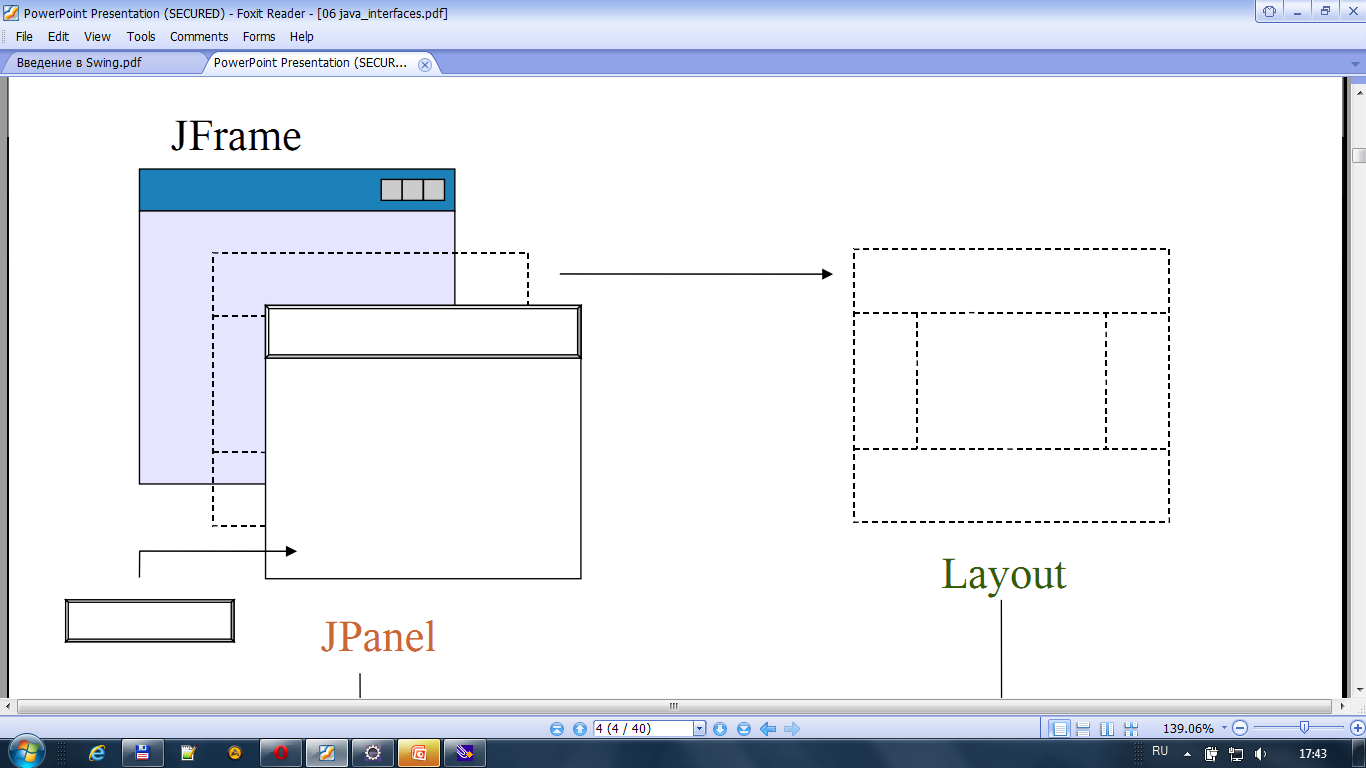 PowerPoint Presentation (SECURED) - Foxit Reader - [06 java_interfaces.pdf]
File Edit View Tools Comments Forms Help
Введение в Swing.pdf PowerPoint Presentation (SECUR...
JFrame
Layout
JPanel
4 (4 / 40) 139.06%
RU 17:43